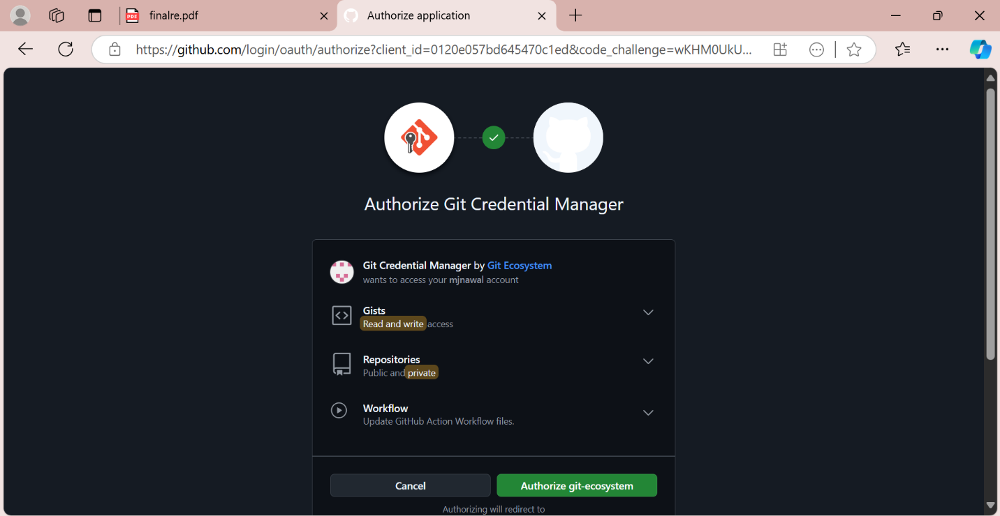 PDF
finalre.pdf
Authorize application
https://github.com/login/oauth/authorize?client_id=0120e057bd645470c1ed&code_challenge=wKHM0UkU...
Authorize Git Credential Manager
Git Credential Manager by Git Ecosystem
wants to access your mjnawal account
Gists
Read and write access
Repositories
Public and private
Workflow
Update GitHub Action Workflow files.
Cancel
Authorize git-ecosystem
Authorizing will redirect to